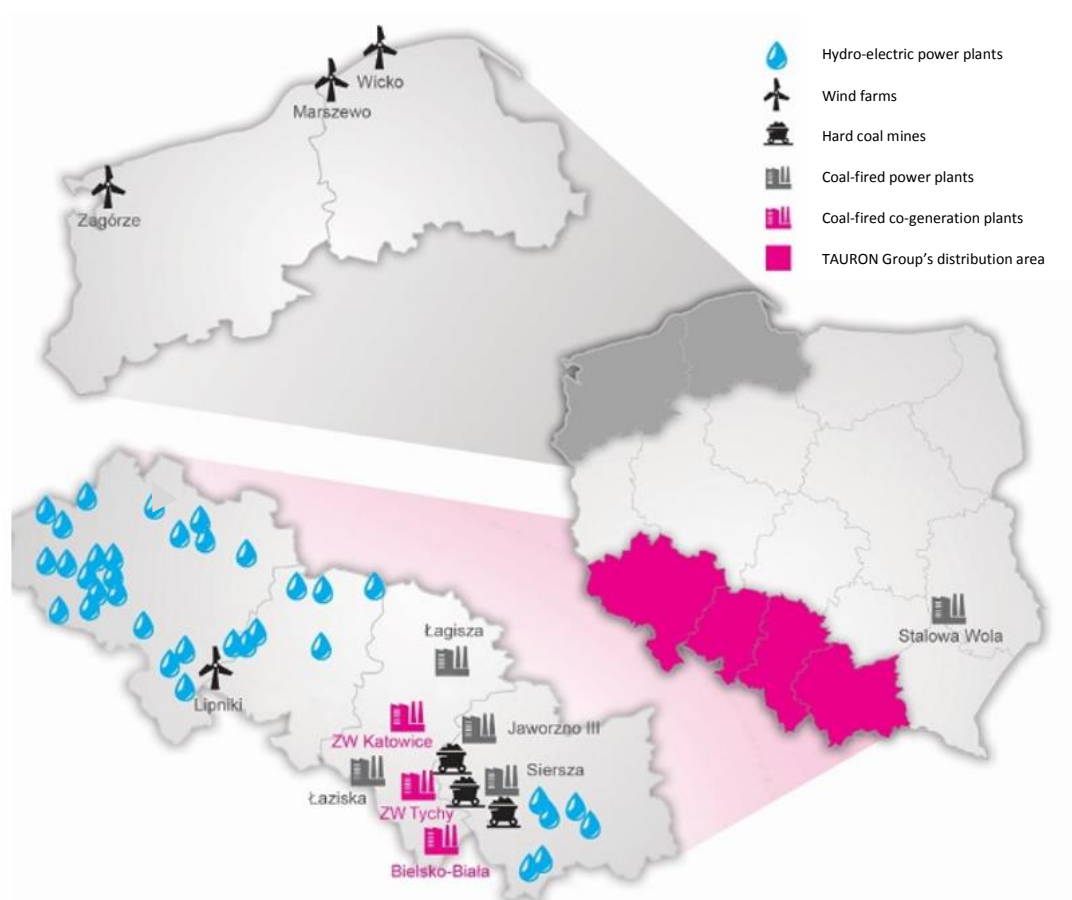 Wicko
Marszewo
Zagórze
Hydro-electric power plants
Wind farms
Hard coal mines
Coal-fired power plants
Coal-fired co-generation plants
TAURON Group's distribution area
Stalowa Wola
Łagisza
Lipniki
ZW Katowice
Jaworzno III
Siersza
Łaziska
ZW Tychy
Bielsko-Biała